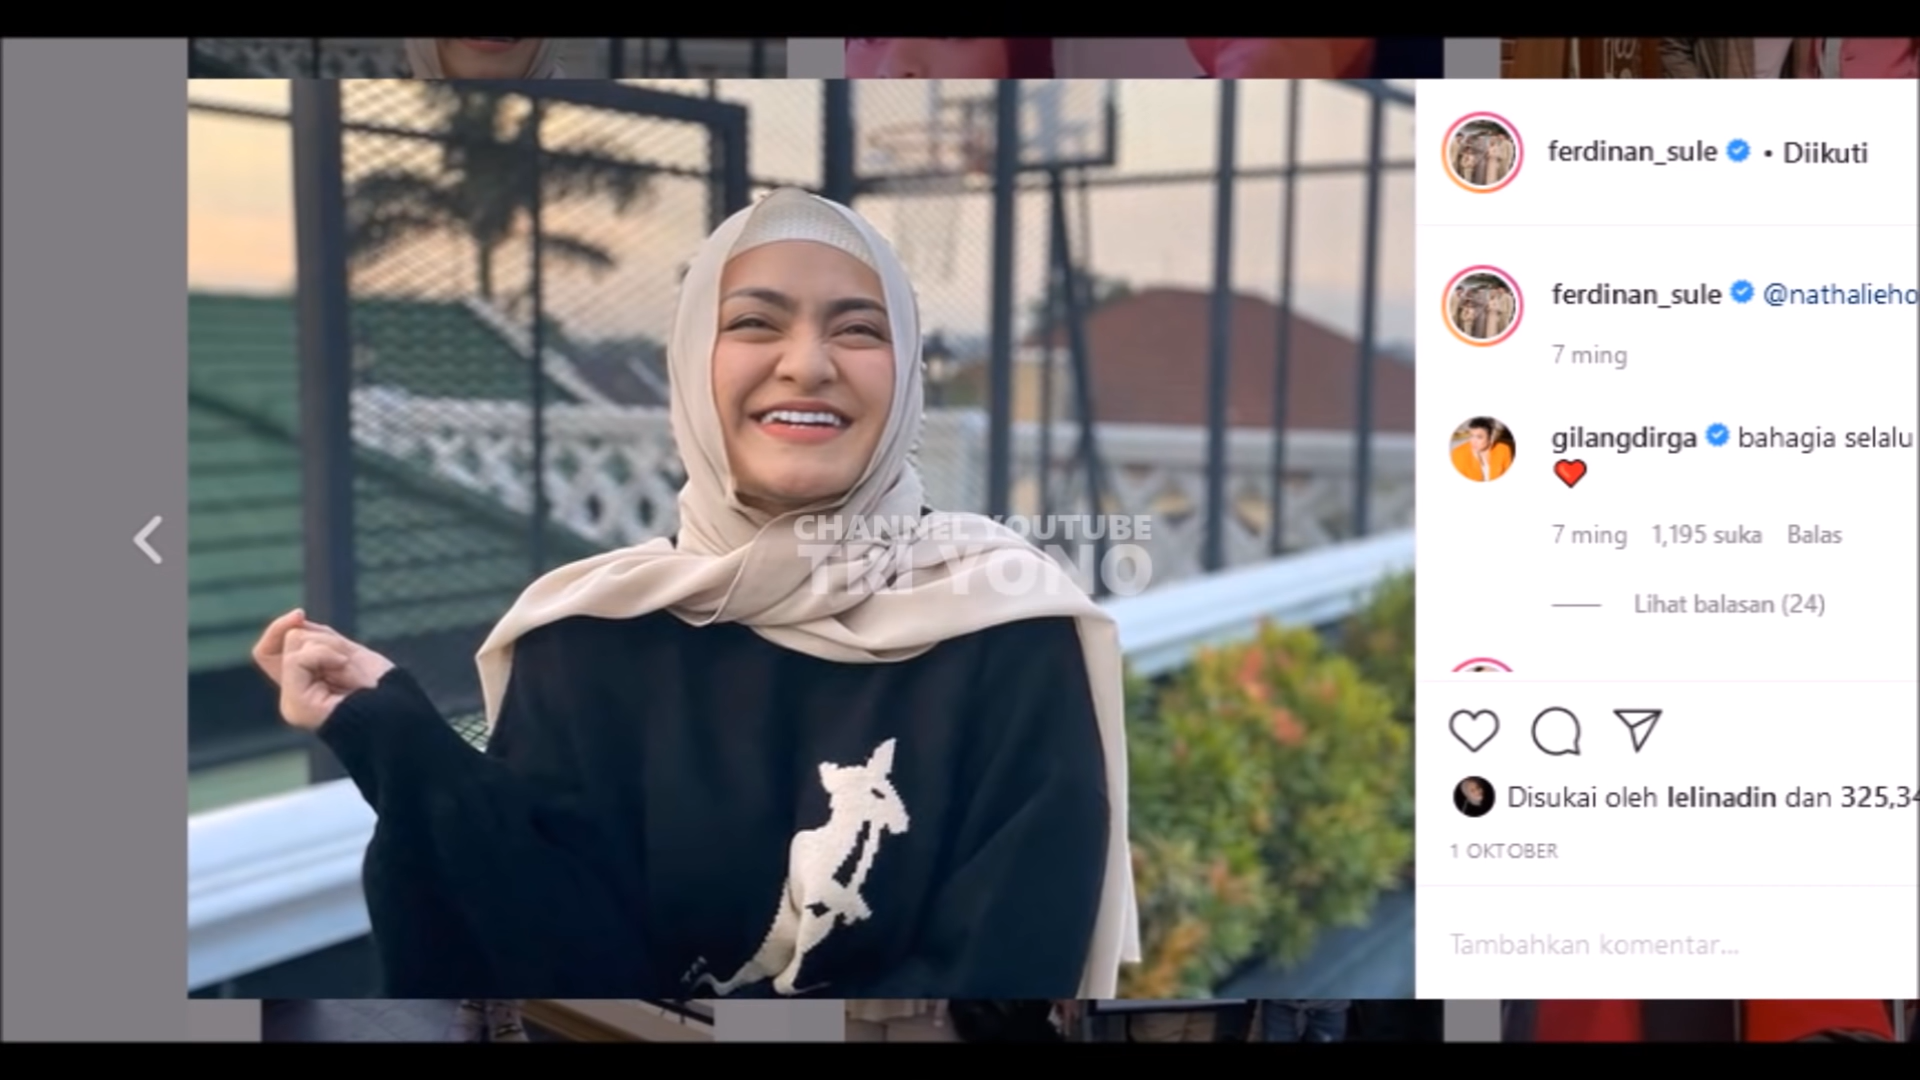 CHANNEL YOUTUBE
TRI YONO
ferdinan_sule • Diikuti
ferdinan_sule @nathalieho
7 ming
gilangdirga bahagia selalu
❤️
7 ming 1,195 suka Balas
Lihat balasan (24)
Disukai oleh lelinadin dan 325,34
1 OKTOBER
Tambahkan komentar...